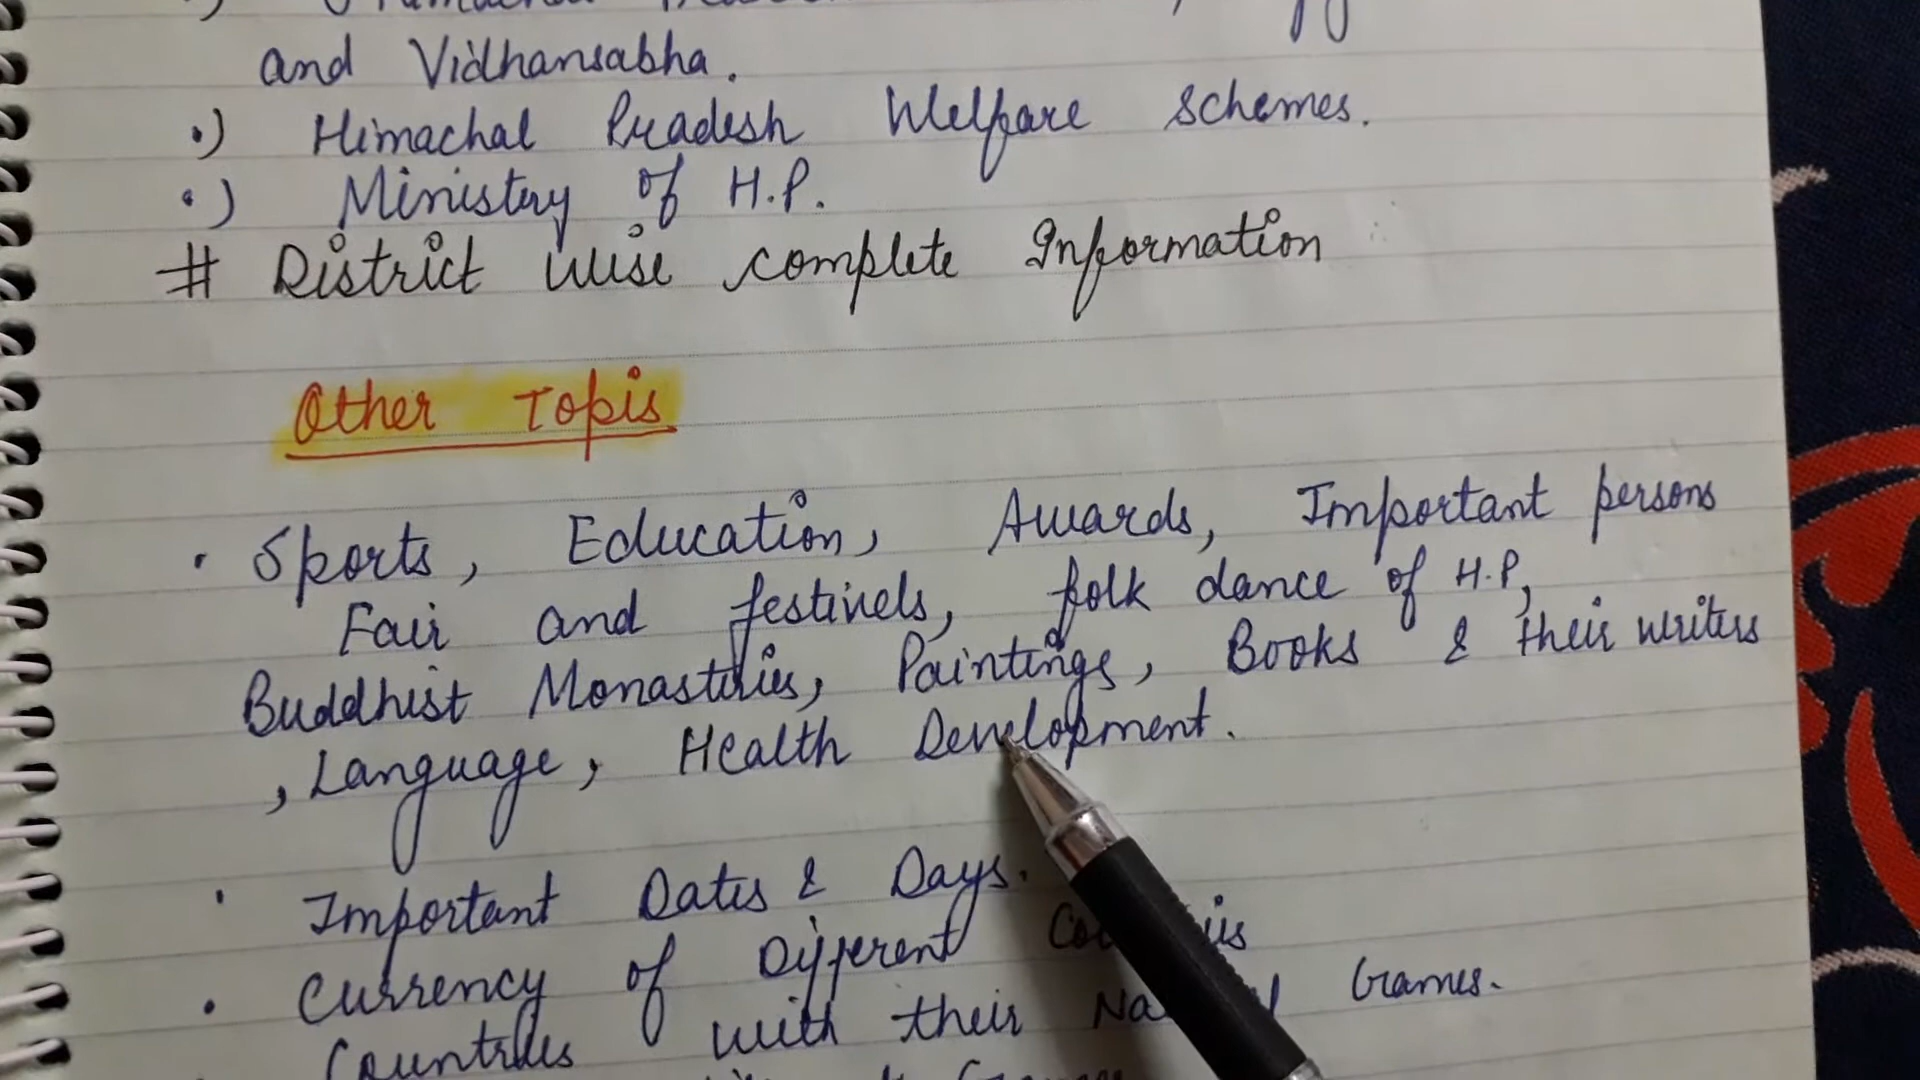 and Vidhansabha.
•) Himachal Pradesh Welfare schemes.
•) Ministry of H.P.
# District wise complete Information
Other Topis
• Sports, Education, Awards, Important persons
Fair and festivels, folk dance of H.P,
Buddhist Monasteries, Paintings, Books & their writers
, Language, Health Development.
• Important Dates & Days.
• Currency of Different
Countries with their Games.